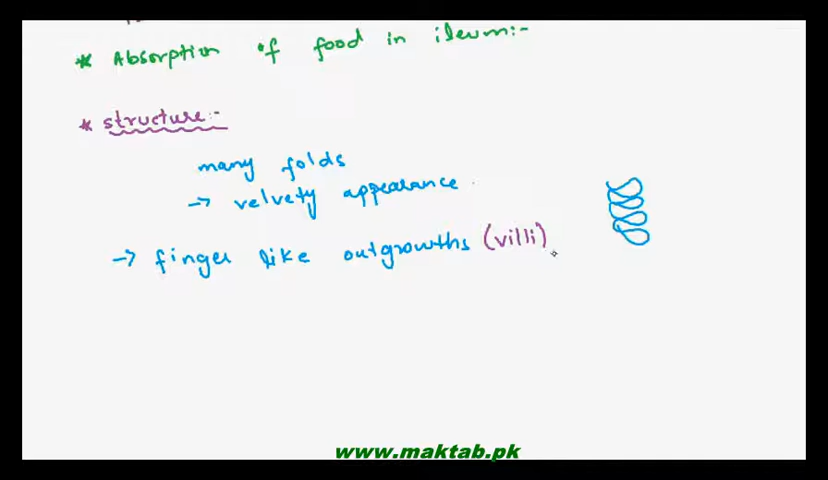 * Absorption of food in ileum:-
* structure:-
many folds
-> velvety appearance
-> finger like outgrowths (villi)
www.maktab.pk